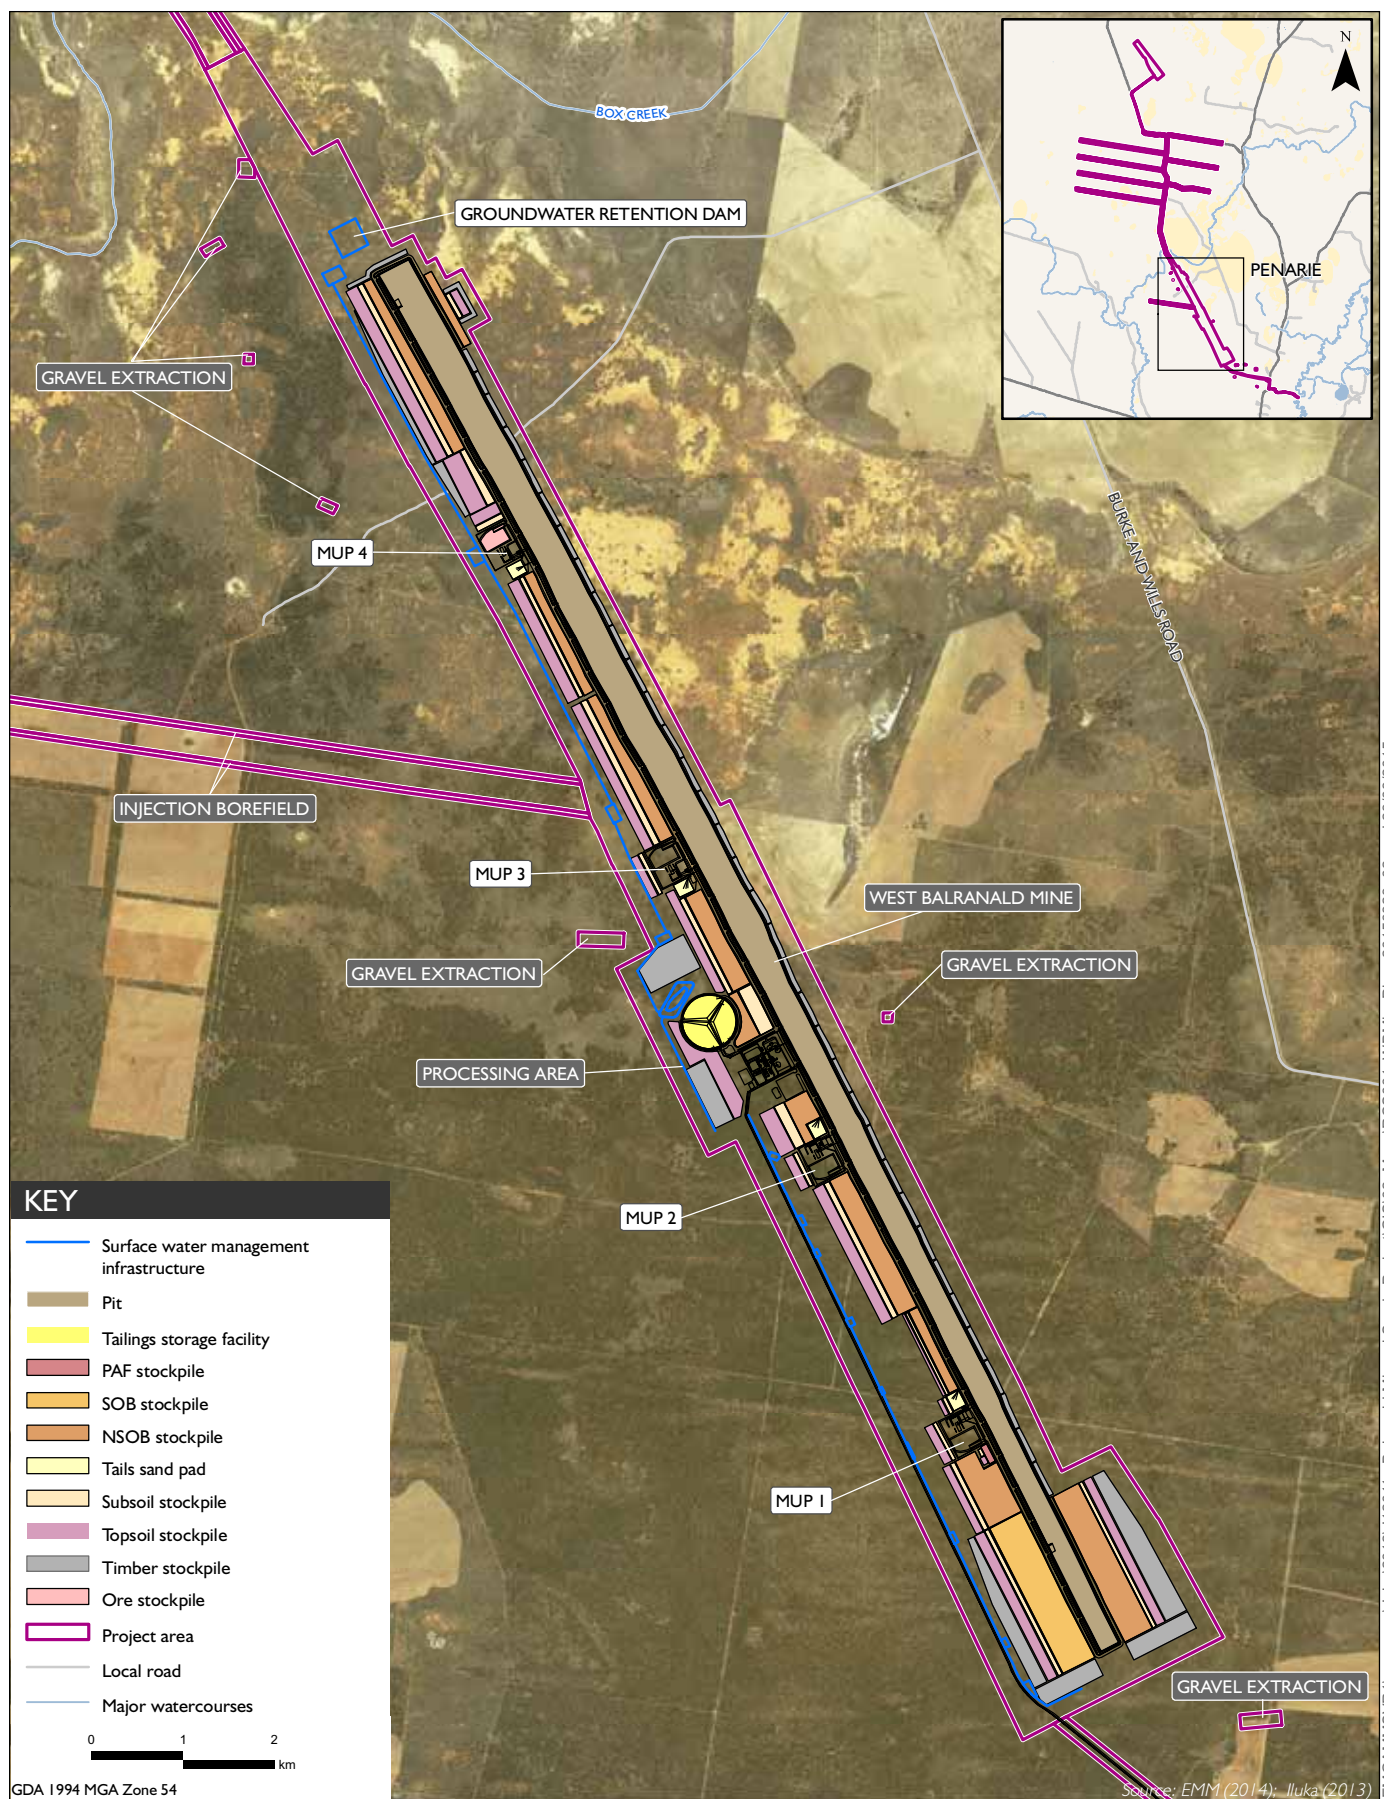 N
BOX CREEK
GROUNDWATER RETENTION DAM
PENARIE
GRAVEL EXTRACTION
BURKE AND WILLS ROAD
MUP 4
INJECTION BOREFIELD
MUP 3
WEST BALRANALD MINE
GRAVEL EXTRACTION
GRAVEL EXTRACTION
PROCESSING AREA
MUP 2
MUP 1
GRAVEL EXTRACTION
KEY
Surface water management
infrastructure
Pit
Tailings storage facility
PAF stockpile
SOB stockpile
NSOB stockpile
Tails sand pad
Subsoil stockpile
Topsoil stockpile
Timber stockpile
Ore stockpile
Project area
Local road
Major watercourses
0 1 2
km
GDA 1994 MGA Zone 54
Source: EMM (2014); Iluka (2013)